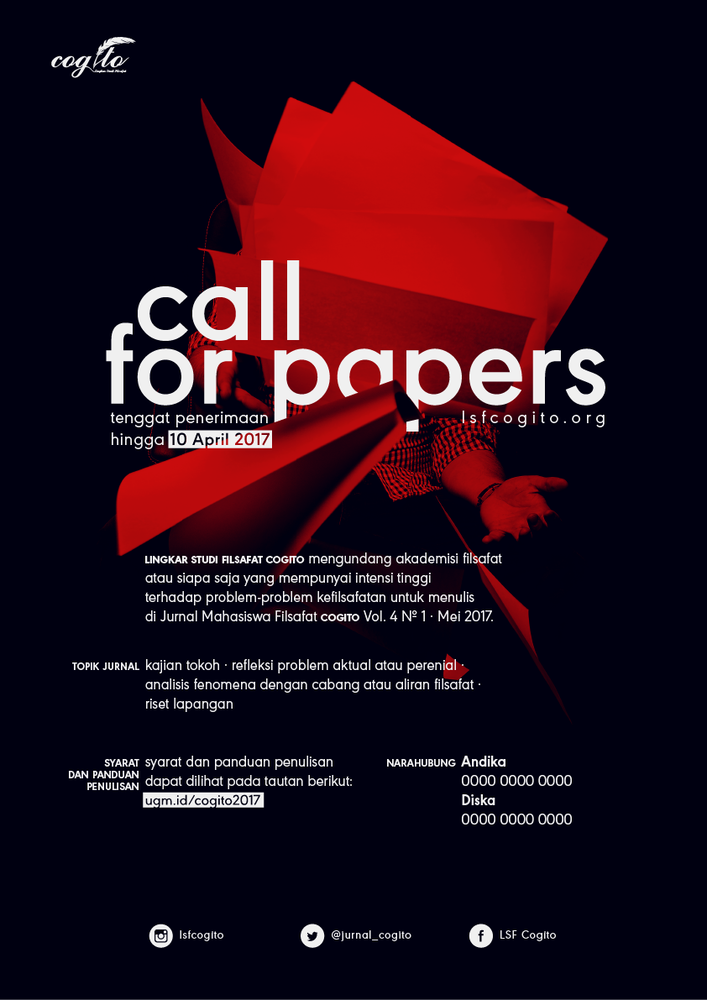 cogito
Lingkar Studi Filsafat
call
for papers
tenggat penerimaan
hingga 10 April 2017
lsfcogito.org
LINGKAR STUDI FILSAFAT COGITO mengundang akademisi filsafat
atau siapa saja yang mempunyai intensi tinggi
terhadap problem-problem kefilsafatan untuk menulis
di Jurnal Mahasiswa Filsafat COGITO Vol. 4 Nº 1 · Mei 2017.
TOPIK JURNAL kajian tokoh · refleksi problem aktual atau perenial ·
analisis fenomena dengan cabang atau aliran filsafat ·
riset lapangan
SYARAT
DAN PANDUAN
PENULISAN
syarat dan panduan penulisan
dapat dilihat pada tautan berikut:
ugm.id/cogito2017
NARAHUBUNG Andika
0000 0000 0000
Diska
0000 0000 0000
lsfcogito
@jurnal_cogito
LSF Cogito